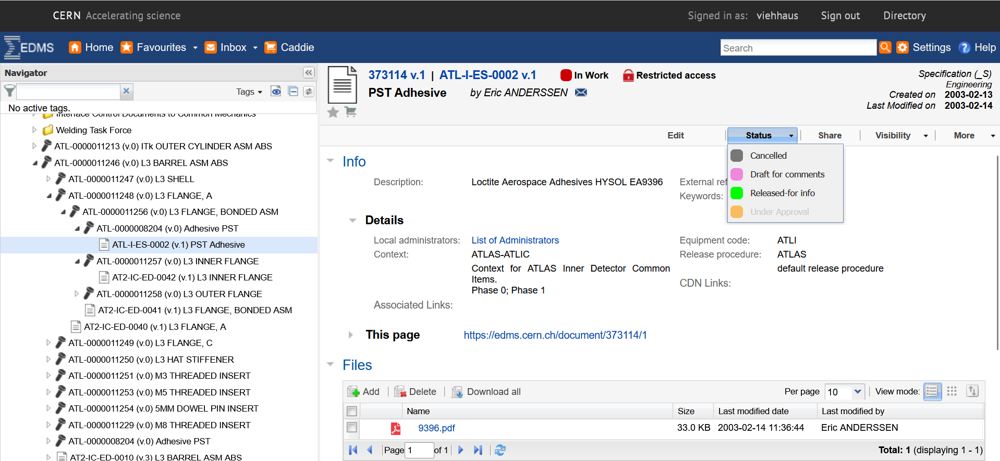 CERN Accelerating science
Signed in as: viehhaus Sign out Directory
EDMS Home Favourites Inbox Caddie Search Settings Help
Navigator
Tags
No active tags.
Interface Control Documents to Common Mechanics
Welding Task Force
ATL-0000011213 (v.0) ITk OUTER CYLINDER ASM ABS
ATL-0000011246 (v.0) L3 BARREL ASM ABS
ATL-0000011247 (v.0) L3 SHELL
ATL-0000011248 (v.0) L3 FLANGE, A
ATL-0000011256 (v.0) L3 FLANGE, BONDED ASM
ATL-0000008204 (v.0) Adhesive PST
ATL-I-ES-0002 (v.1) PST Adhesive
ATL-0000011257 (v.0) L3 INNER FLANGE
AT2-IC-ED-0042 (v.1) L3 INNER FLANGE
ATL-0000011258 (v.0) L3 OUTER FLANGE
AT2-IC-ED-0041 (v.1) L3 FLANGE, BONDED ASM
AT2-IC-ED-0040 (v.1) L3 FLANGE, A
ATL-0000011249 (v.0) L3 FLANGE, C
ATL-0000011250 (v.0) L3 HAT STIFFENER
ATL-0000011251 (v.0) M3 THREADED INSERT
ATL-0000011253 (v.0) M5 THREADED INSERT
ATL-0000011254 (v.0) 5MM DOWEL PIN INSERT
ATL-0000011229 (v.0) M8 THREADED INSERT
ATL-0000008204 (v.0) Adhesive PST
AT2-IC-ED-0010 (v.3) L3 BARREL ASM ABS
373114 v.1 | ATL-I-ES-0002 v.1 In Work Restricted access
PST Adhesive by Eric ANDERSSEN
Specification (_S)
Engineering
Created on 2003-02-13
Last Modified on 2003-02-14
Edit Status Share Visibility More
Cancelled
Draft for comments
Released-for info
Under Approval
Info
Description: Loctite Aerospace Adhesives HYSOL EA9396 External ref
Keywords:
Details
Local administrators: List of Administrators Equipment code: ATLI
Context: ATLAS-ATLIC Release procedure: ATLAS
Context for ATLAS Inner Detector Common default release procedure
Items.
CDN Links:
Phase 0; Phase 1
Associated Links:
This page https://edms.cern.ch/document/373114/1
Files
Add Delete Download all Per page 10 View mode:
Name Size Last modified date Last modified by
9396.pdf 33.0 KB 2003-02-14 11:36:44 Eric ANDERSSEN
Page 1 of 1 Total: 1 (displaying 1 - 1)